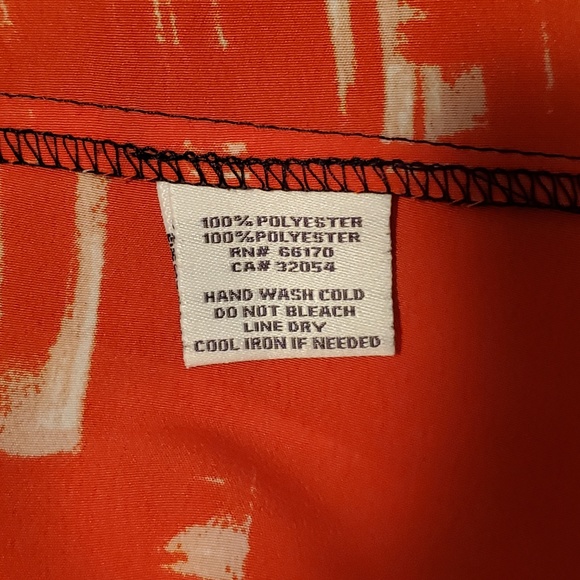 100% POLYESTER
100% POLYESTER
RN# 66170
CA# 32054
HAND WASH COLD
DO NOT BLEACH
LINE DRY
COOL IRON IF NEEDED